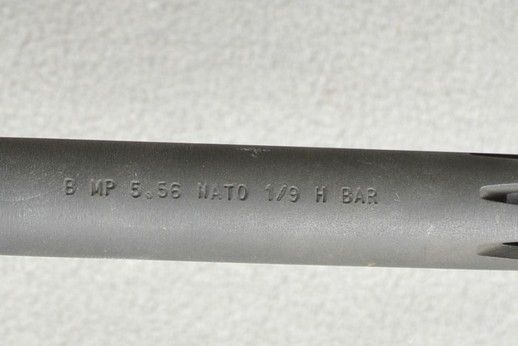 B MP 5.56 NATO 1/9 H BAR